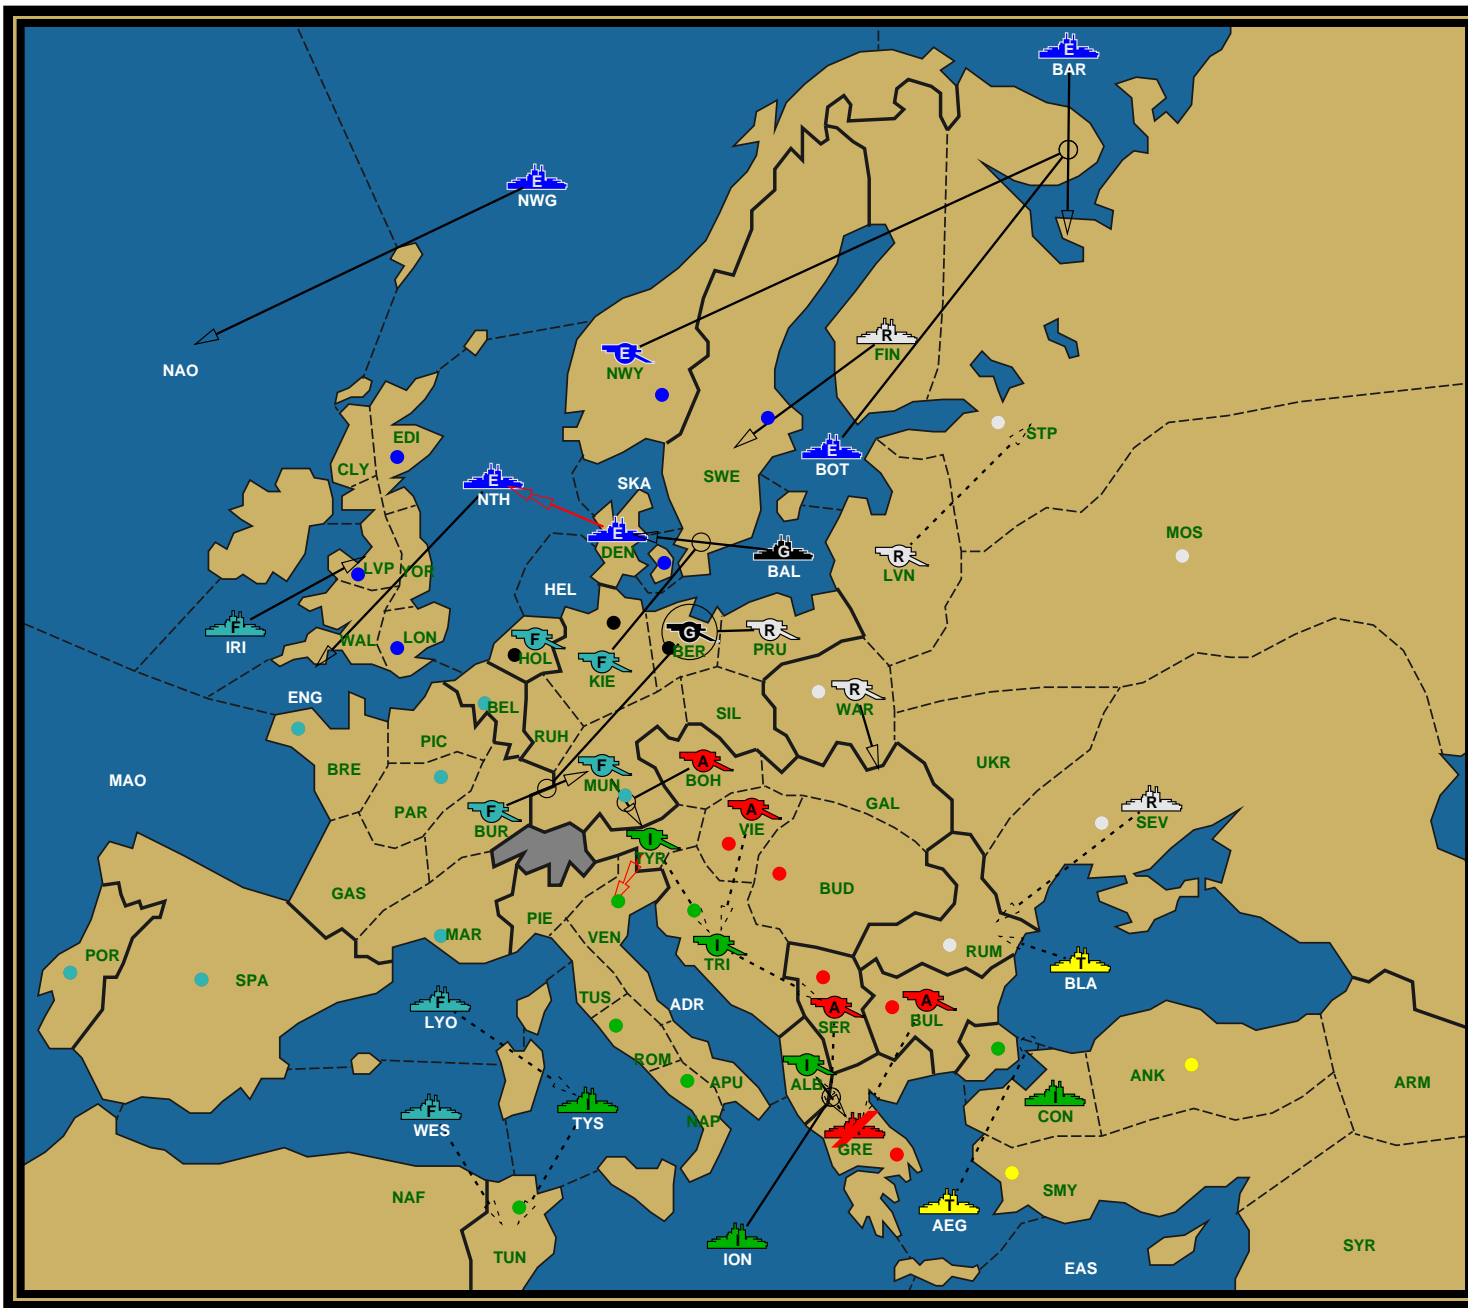 E
BAR
E
NWG
NAO
E
NWY
R
FIN
EDI
CLY
STP
E
BOT
SWE
SKA
E
NTH
E
DEN
G
BAL
R
LVN
MOS
LVP
YOR
HEL
F
IRI
WAL
LON
F
HOL
F
KIE
G
BER
R
PRU
R
WAR
ENG
BEL
SIL
PIC
RUH
UKR
BRE
F
MUN
A
BOH
MAO
PAR
F
BUR
A
VIE
GAL
R
SEV
I
TYR
BUD
GAS
PIE
VEN
MAR
I
TRI
RUM
POR
SPA
T
BLA
TUS
ADR
F
LYO
A
SER
A
BUL
ROM
APU
I
ALB
ANK
ARM
F
WES
I
TYS
NAP
I
CON
GRE
NAF
SMY
T
AEG
I
ION
TUN
EAS
SYR